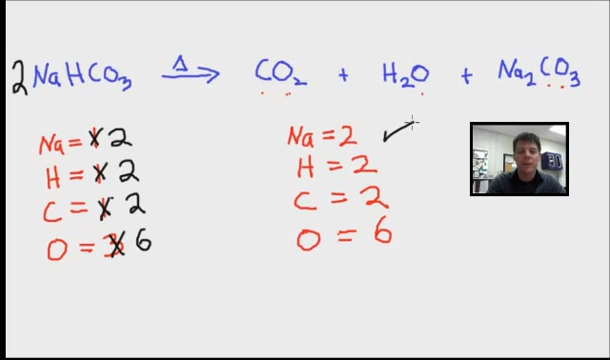 2NaHCO₃ Δ→ CO₂ + H₂O + Na₂CO₃
Na = 1 2
H = 1 2
C = 1 2
O = 3 6
Na = 2 ✓
H = 2
C = 2
O = 6